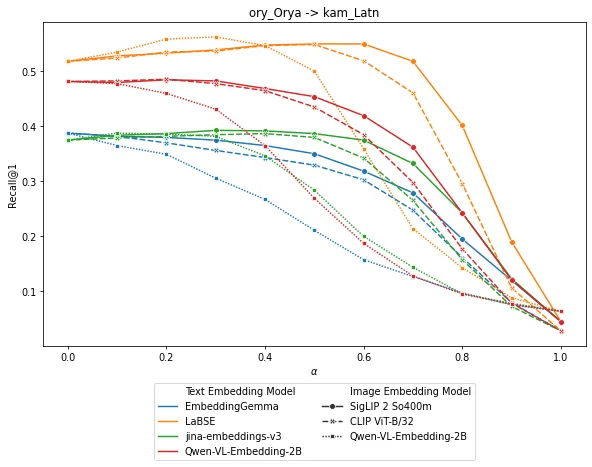 ory_Orya -> kam_Latn
Recall@1
0.5
0.4
0.3
0.2
0.1
0.0 0.2 0.4 0.6 0.8 1.0
α
Text Embedding Model
EmbeddingGemma
LaBSE
jina-embeddings-v3
Qwen-VL-Embedding-2B
Image Embedding Model
SigLIP 2 So400m
CLIP ViT-B/32
Qwen-VL-Embedding-2B